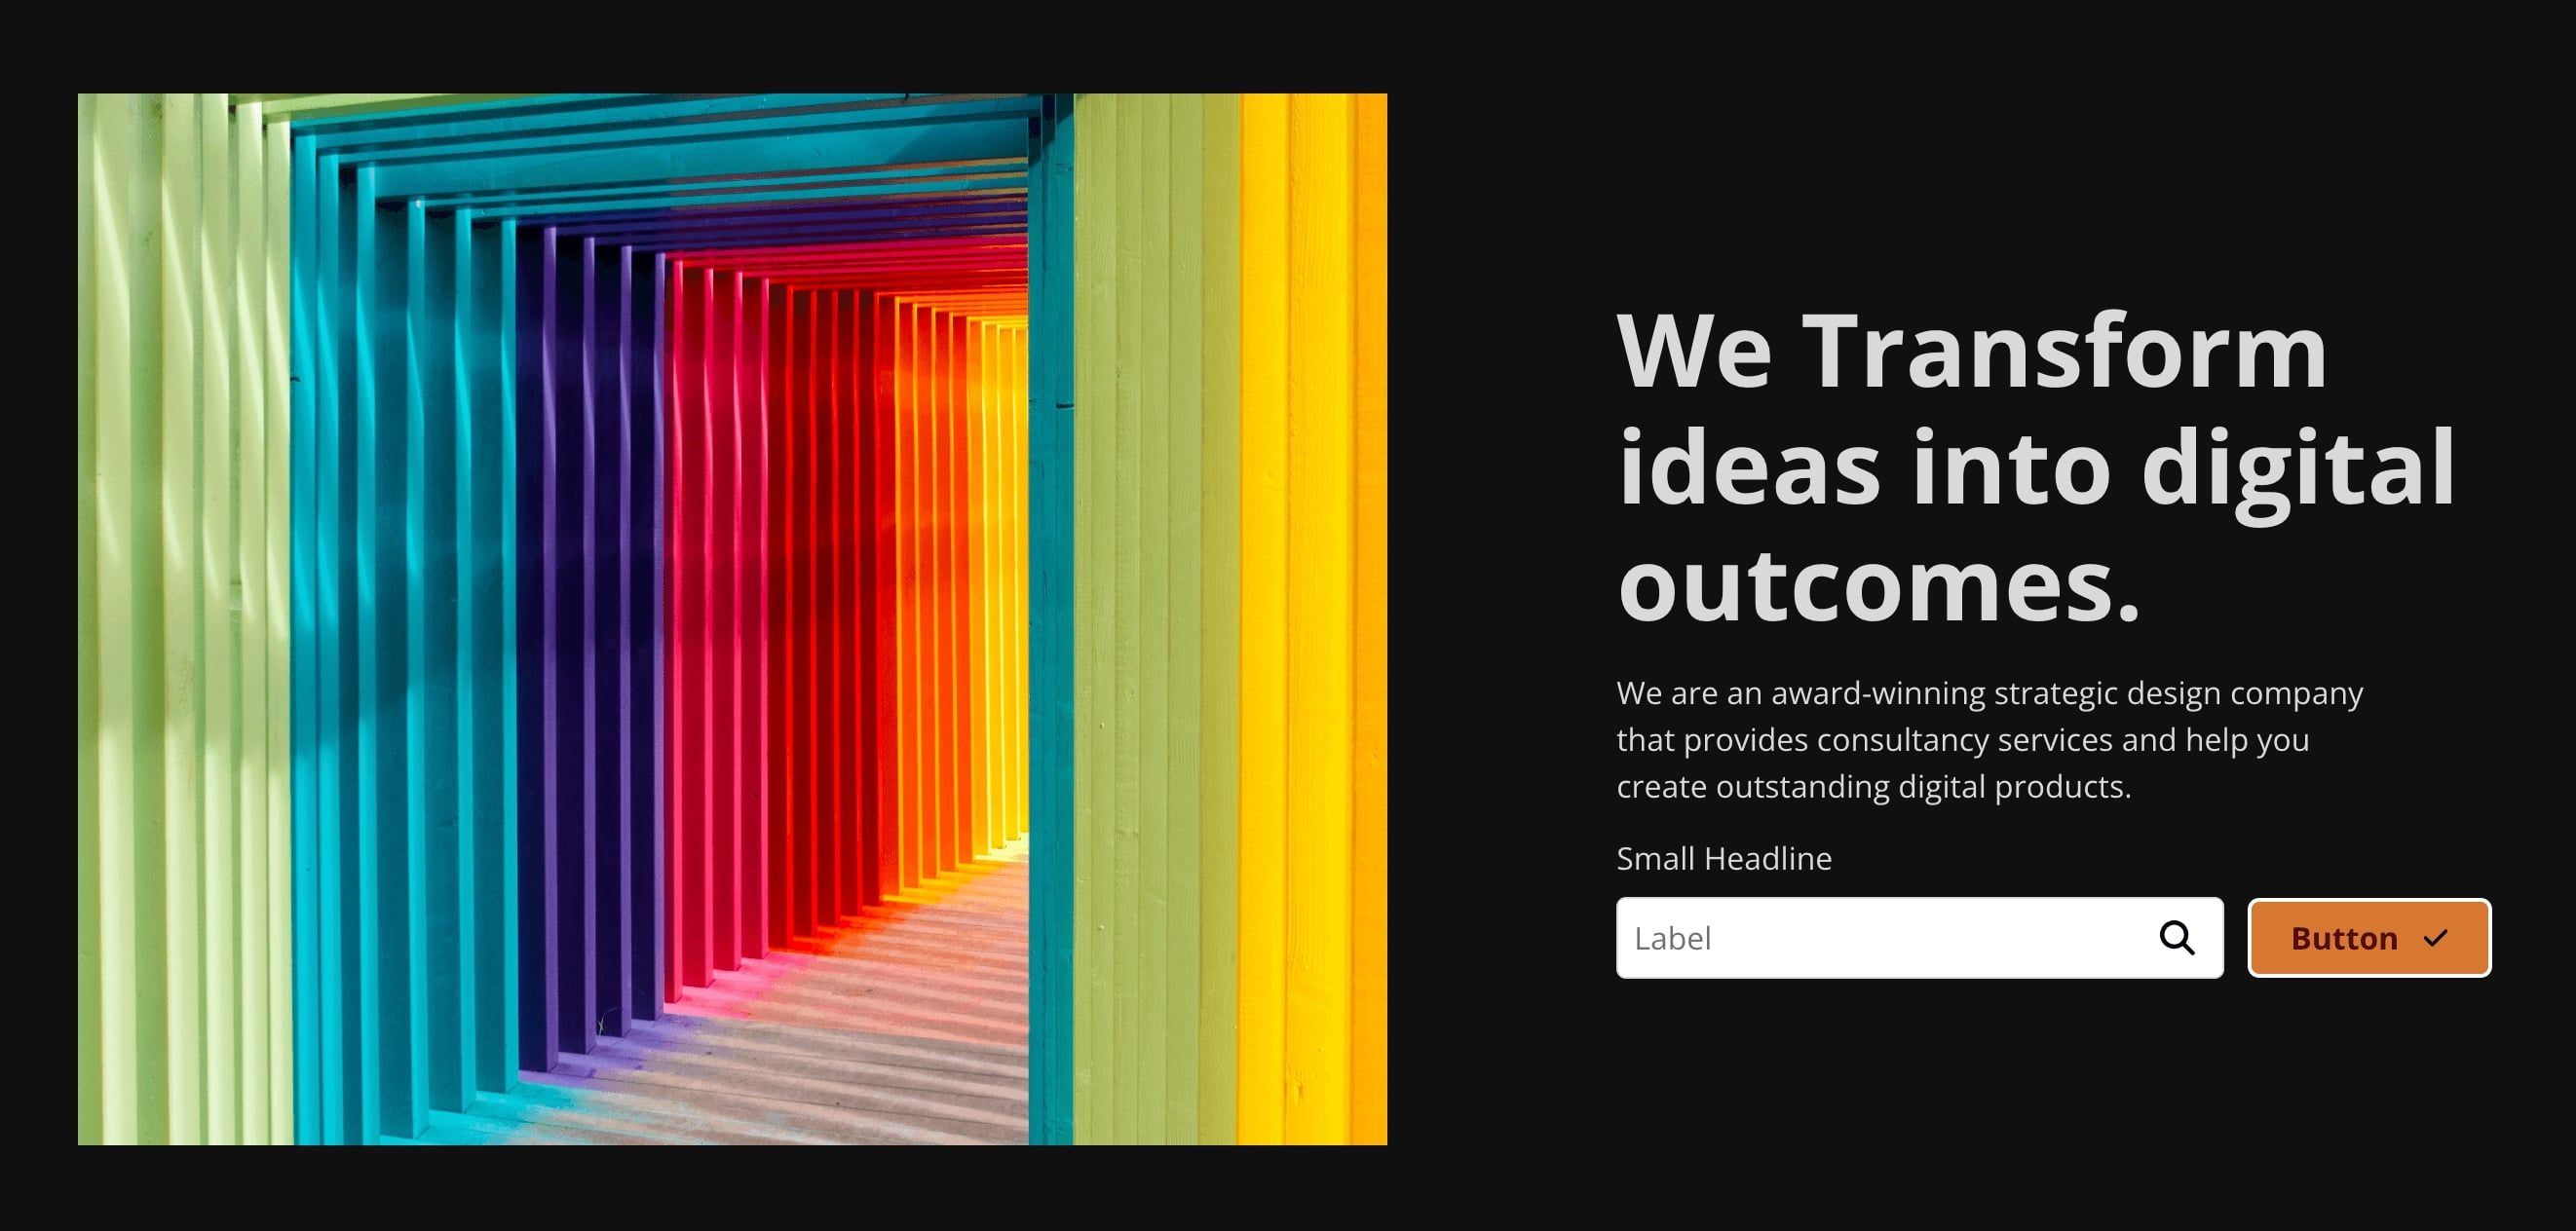 We Transform
ideas into digital
outcomes.
We are an award-winning strategic design company
that provides consultancy services and help you
create outstanding digital products.
Small Headline
Label
Button